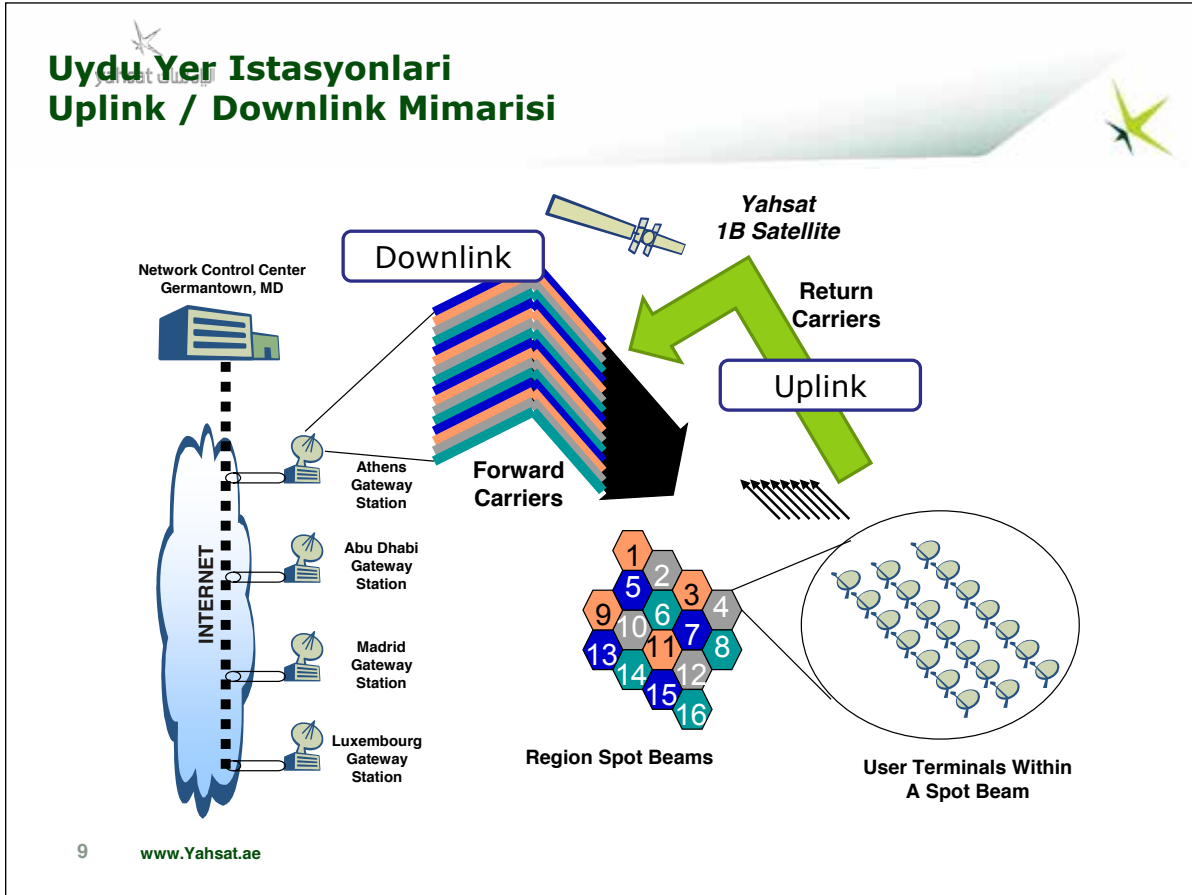 Uydu Yer Istasyonlari
yahsat الياه سات
Uplink / Downlink Mimarisi
Yahsat
1B Satellite
Downlink
Network Control Center
Germantown, MD
Return
Carriers
Uplink
Forward
Carriers
Athens
Gateway
Station
INTERNET
Abu Dhabi
Gateway
Station
Madrid
Gateway
Station
Luxembourg
Gateway
Station
1
2
3
4
5
6
7
8
9
10
11
12
13
14
15
16
Region Spot Beams
User Terminals Within
A Spot Beam
9
www.Yahsat.ae